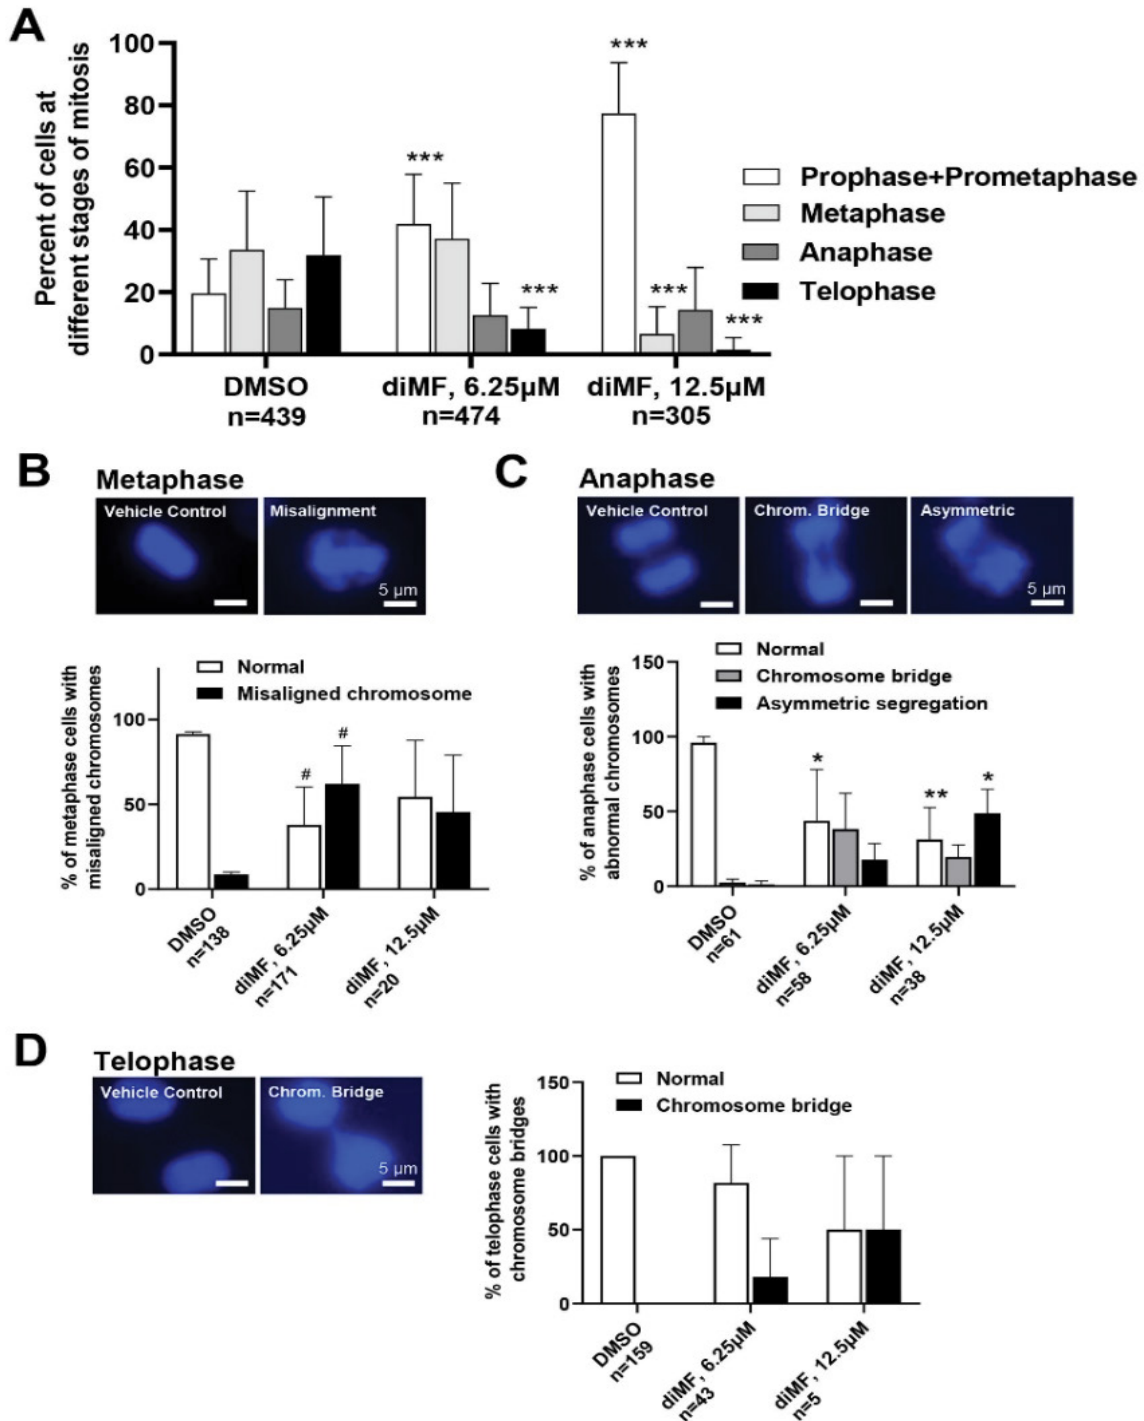 A
Percent of cells at
different stages of mitosis
100
80
60
40
20
0
***
***
***
***
***
Prophase+Prometaphase
Metaphase
Anaphase
Telophase
DMSO
n=439
diMF, 6.25µM
n=474
diMF, 12.5µM
n=305
B
Metaphase
Vehicle Control
Misalignment
5 µm
% of metaphase cells with
misaligned chromosomes
Normal
Misaligned chromosome
100
50
0
#
#
DMSO
n=138
diMF, 6.25µM
n=171
diMF, 12.5µM
n=20
C
Anaphase
Vehicle Control
Chrom. Bridge
Asymmetric
5 µm
% of anaphase cells with
abnormal chromosomes
Normal
Chromosome bridge
Asymmetric segregation
150
100
50
0
*
**
*
DMSO
n=61
diMF, 6.25µM
n=58
diMF, 12.5µM
n=38
D
Telophase
Vehicle Control
Chrom. Bridge
5 µm
% of telophase cells with
chromosome bridges
Normal
Chromosome bridge
150
100
50
0
DMSO
n=159
diMF, 6.25µM
n=43
diMF, 12.5µM
n=5